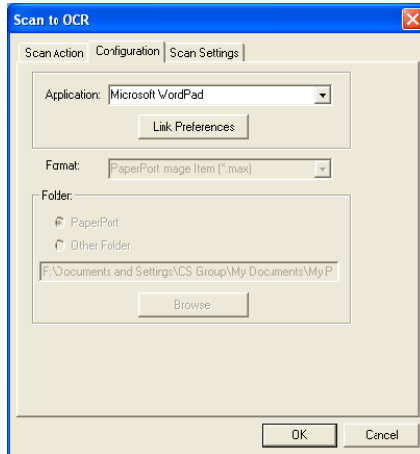 Scan to OCR
Scan Action Configuration Scan Settings
Application: Microsoft WordPad
Link Preferences
Format: PaperPort mage Item (*.max)
Folder:
PaperPort
Other Folder
F:\Documents and Settings\CS Group\My Documents\My P
Browse
OK Cancel